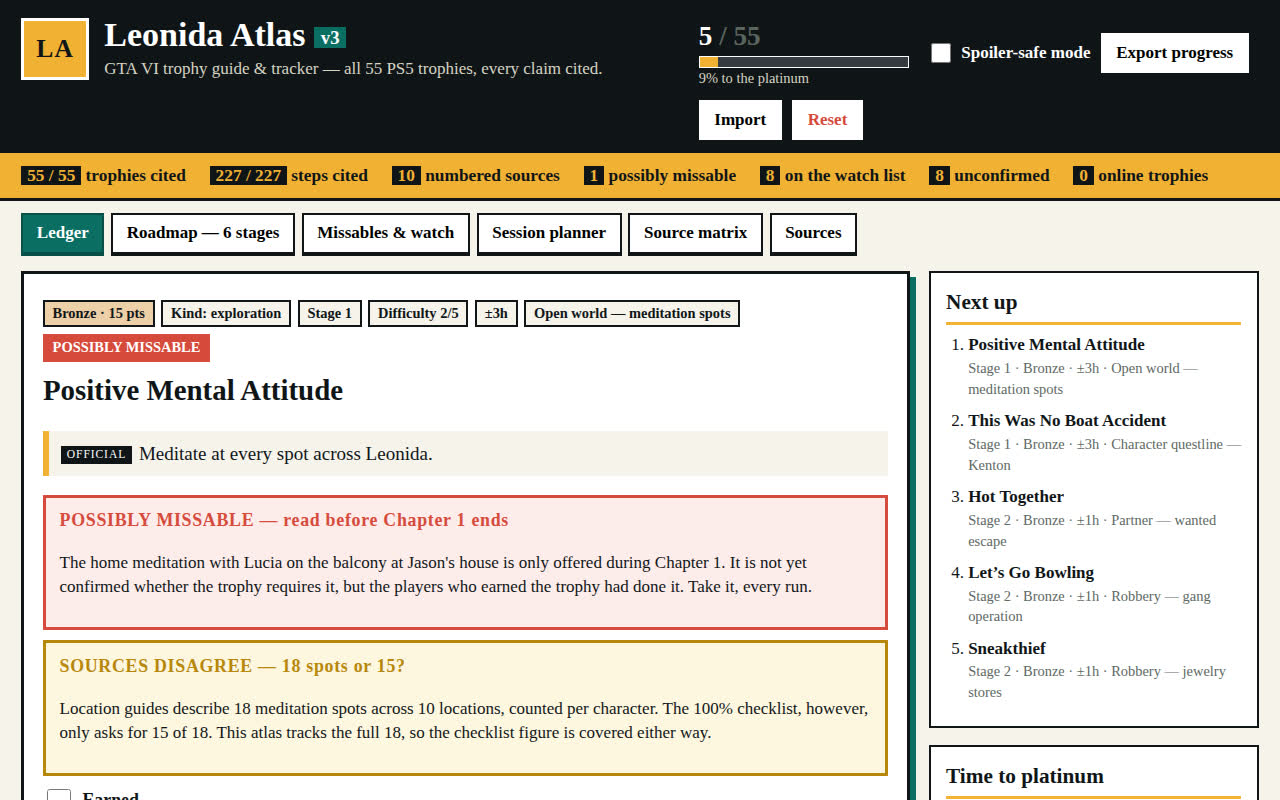 LA
Leonida Atlas v3
GTA VI trophy guide & tracker — all 55 PS5 trophies, every claim cited.
5 / 55
9% to the platinum
Spoiler-safe mode
Export progress
Import
Reset
55 / 55 trophies cited
227 / 227 steps cited
10 numbered sources
1 possibly missable
8 on the watch list
8 unconfirmed
0 online trophies
Ledger
Roadmap — 6 stages
Missables & watch
Session planner
Source matrix
Sources
Bronze · 15 pts
Kind: exploration
Stage 1
Difficulty 2/5
±3h
Open world — meditation spots
POSSIBLY MISSABLE
Positive Mental Attitude
OFFICIAL Meditate at every spot across Leonida.
POSSIBLY MISSABLE — read before Chapter 1 ends
The home meditation with Lucia on the balcony at Jason's house is only offered during Chapter 1. It is not yet
confirmed whether the trophy requires it, but the players who earned the trophy had done it. Take it, every run.
SOURCES DISAGREE — 18 spots or 15?
Location guides describe 18 meditation spots across 10 locations, counted per character. The 100% checklist, however,
only asks for 15 of 18. This atlas tracks the full 18, so the checklist figure is covered either way.
Earned
Next up
1. Positive Mental Attitude
Stage 1 · Bronze · ±3h · Open world —
meditation spots
2. This Was No Boat Accident
Stage 1 · Bronze · ±3h · Character questline —
Kenton
3. Hot Together
Stage 2 · Bronze · ±1h · Partner — wanted
escape
4. Let’s Go Bowling
Stage 2 · Bronze · ±1h · Robbery — gang
operation
5. Sneakthief
Stage 2 · Bronze · ±1h · Robbery — jewelry
stores
Time to platinum